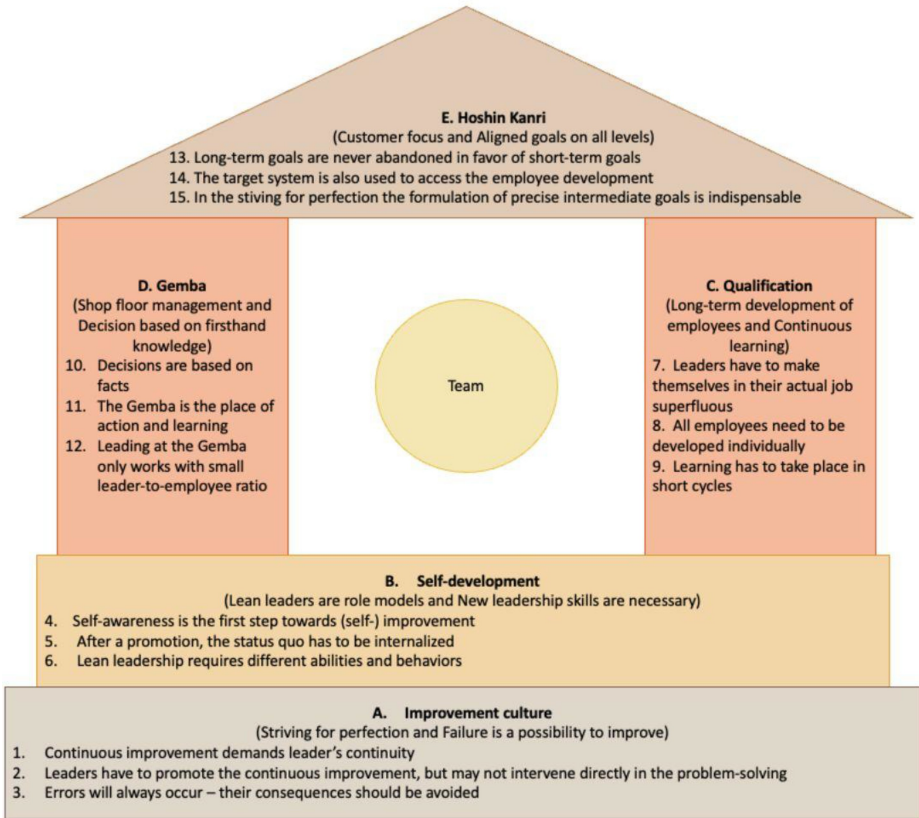 E. Hoshin Kanri
(Customer focus and Aligned goals on all levels)
13. Long-term goals are never abandoned in favor of short-term goals
14. The target system is also used to access the employee development
15. In the stiving for perfection the formulation of precise intermediate goals is indispensable
D. Gemba
(Shop floor management and
Decision based on firsthand
knowledge)
10. Decisions are based on
facts
11. The Gemba is the place of
action and learning
12. Leading at the Gemba
only works with small
leader-to-employee ratio
Team
C. Qualification
(Long-term development of
employees and Continuous
learning)
7. Leaders have to make
themselves in their actual job
superfluous
8. All employees need to be
developed individually
9. Learning has to take place in
short cycles
B. Self-development
(Lean leaders are role models and New leadership skills are necessary)
4. Self-awareness is the first step towards (self-) improvement
5. After a promotion, the status quo has to be internalized
6. Lean leadership requires different abilities and behaviors
A. Improvement culture
(Striving for perfection and Failure is a possibility to improve)
1. Continuous improvement demands leader's continuity
2. Leaders have to promote the continuous improvement, but may not intervene directly in the problem-solving
3. Errors will always occur – their consequences should be avoided